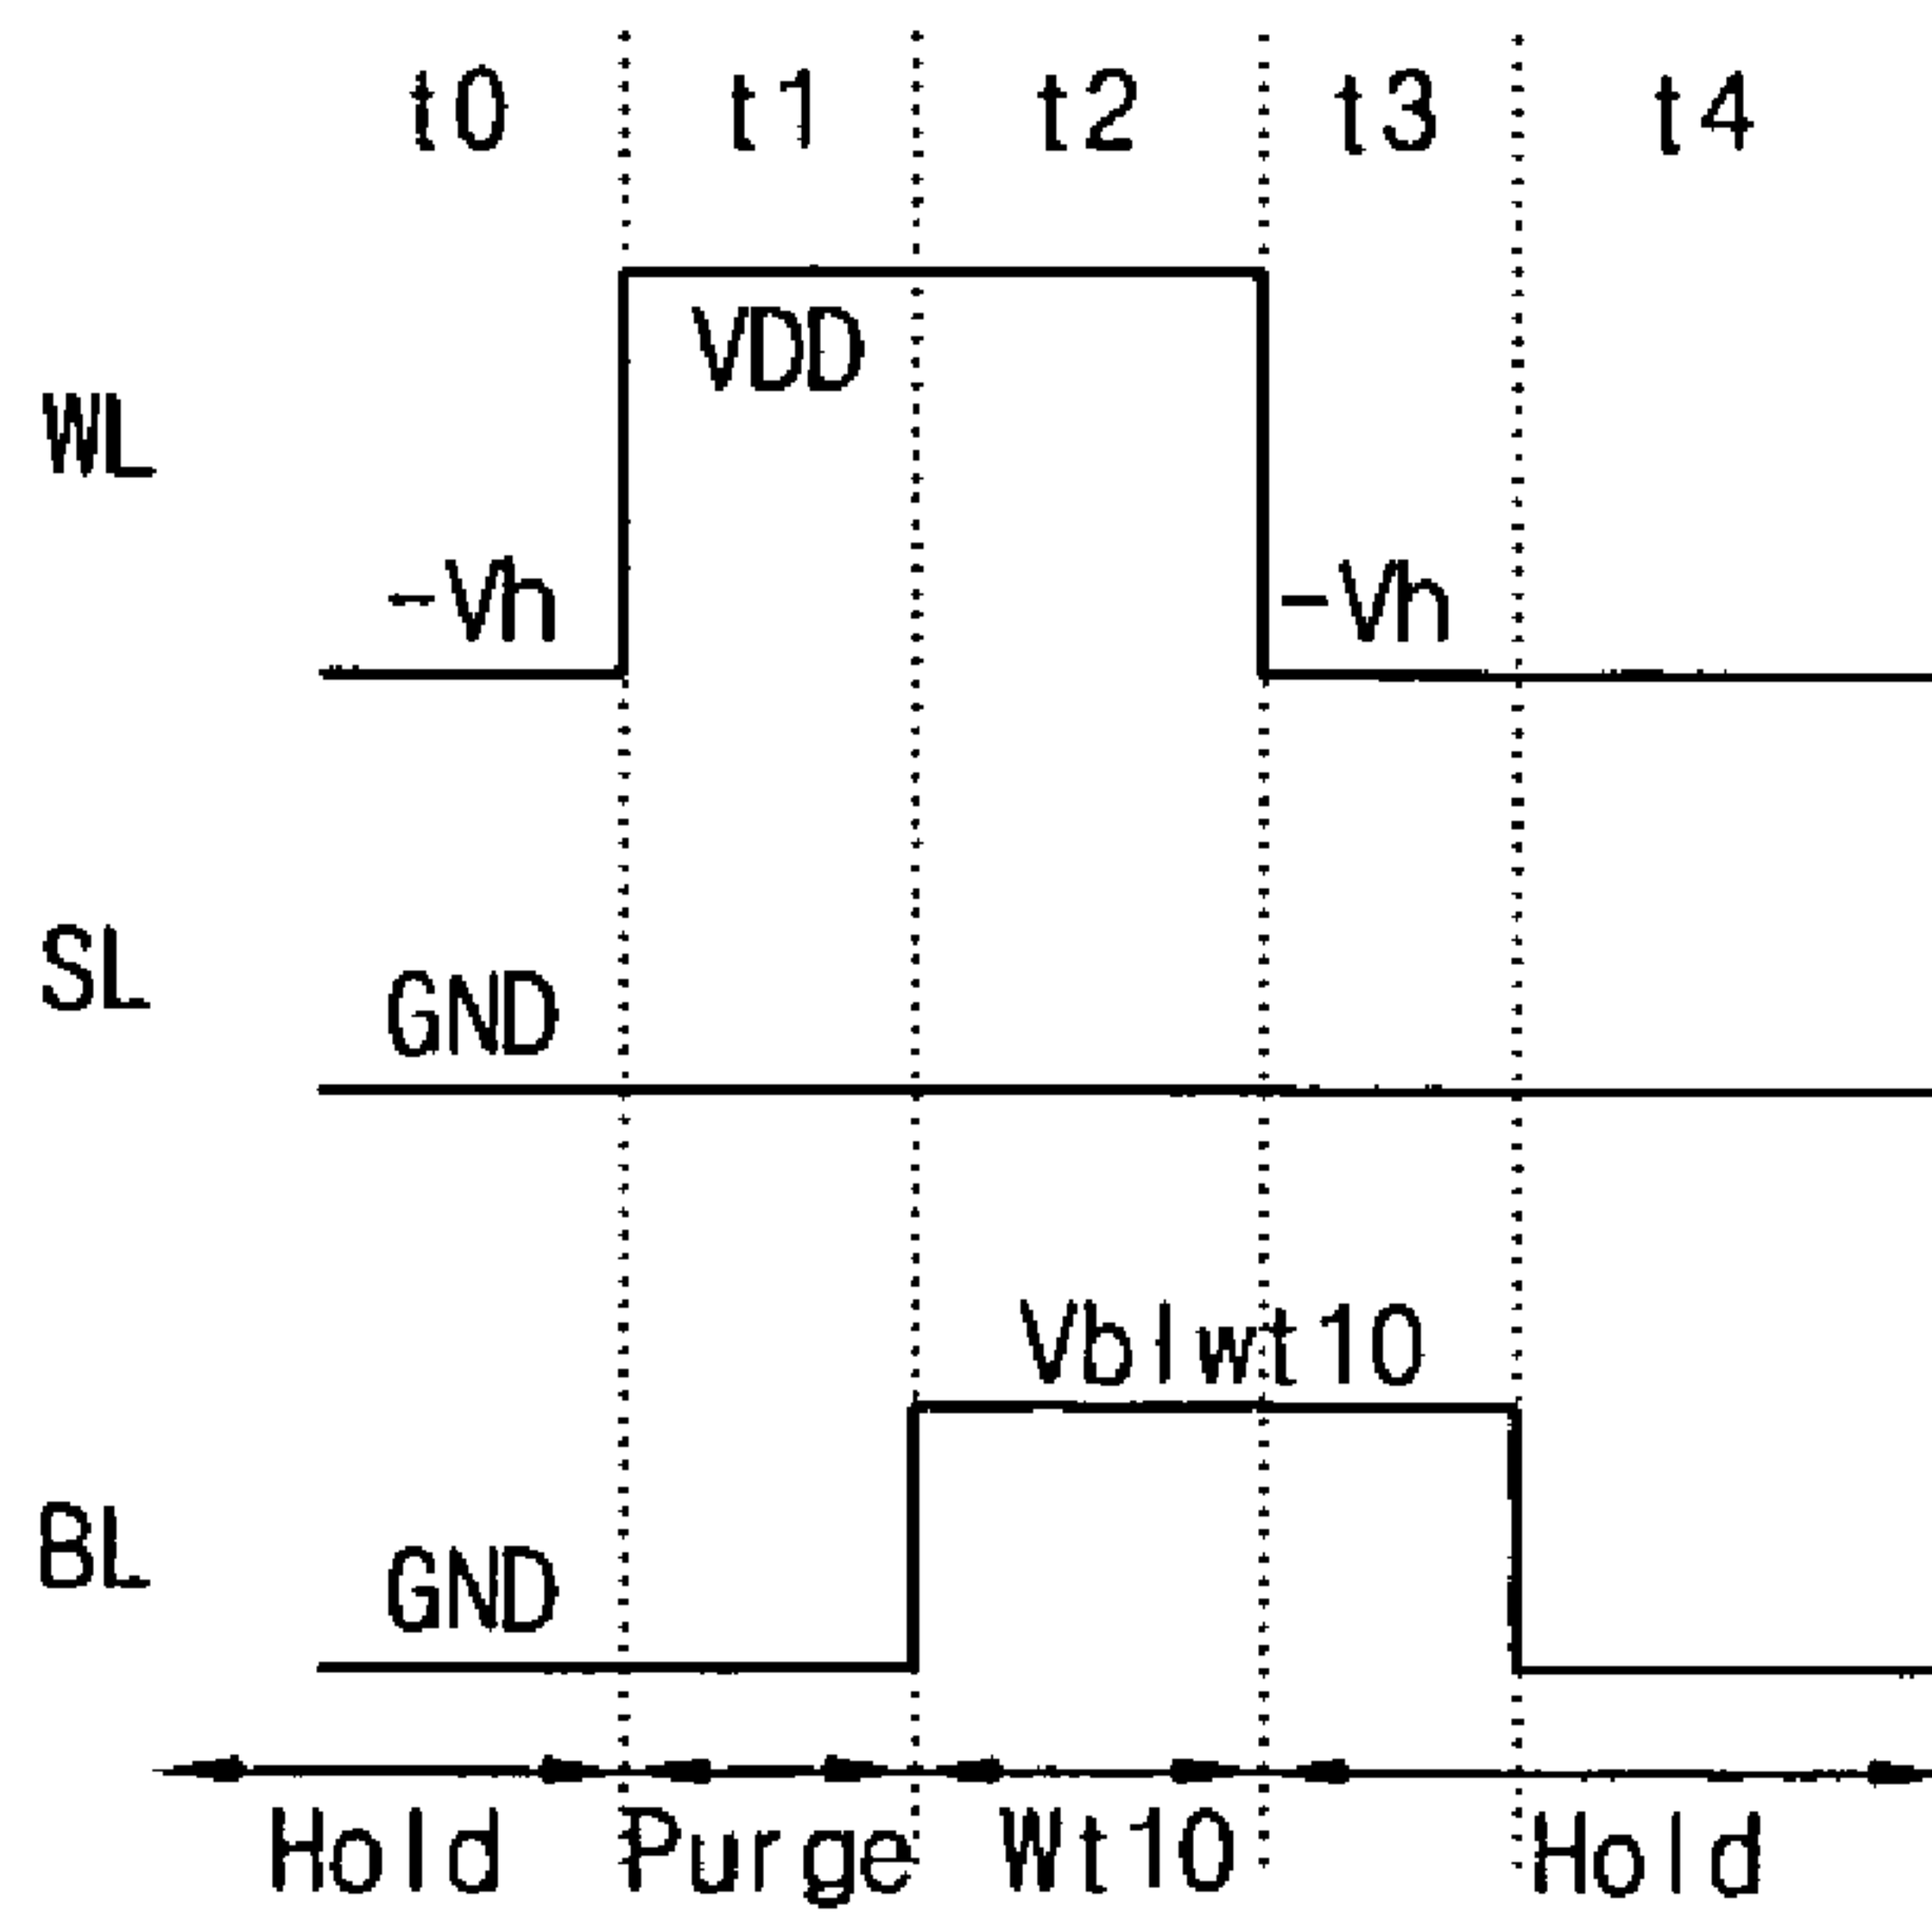 t0 t1 t2 t3 t4
VDD
WL
-Vh -Vh
SL
GND
Vblwt10
BL
GND
Hold Purge Wt10 Hold